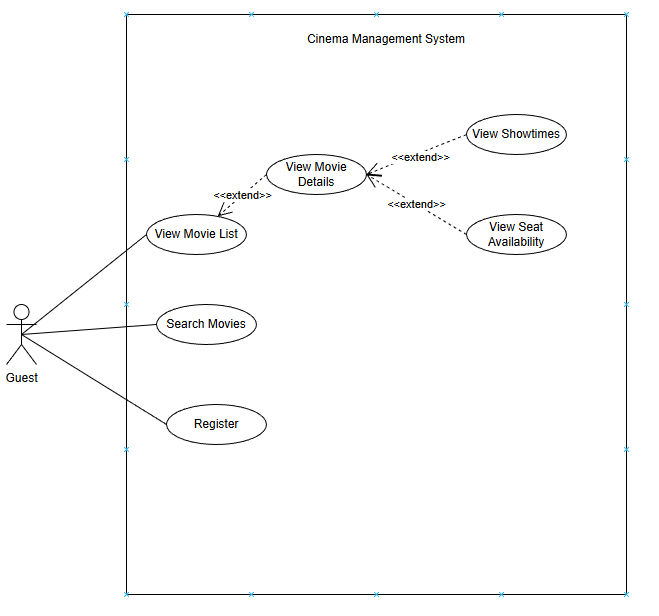 Cinema Management System
View Showtimes
<<extend>>
View Movie
Details
<<extend>>
<<extend>>
View Seat
Availability
View Movie List
Search Movies
Guest
Register